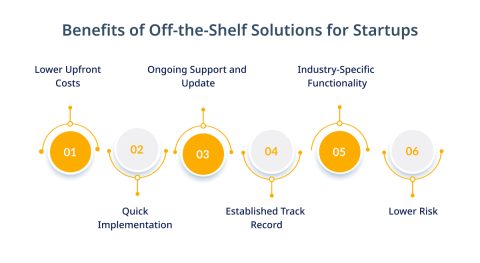 Benefits of Off-the-Shelf Solutions for Startups
Lower Upfront
Costs
Ongoing Support and
Update
Industry-Specific
Functionality
01
02
03
04
05
06
Quick
Implementation
Established Track
Record
Lower Risk